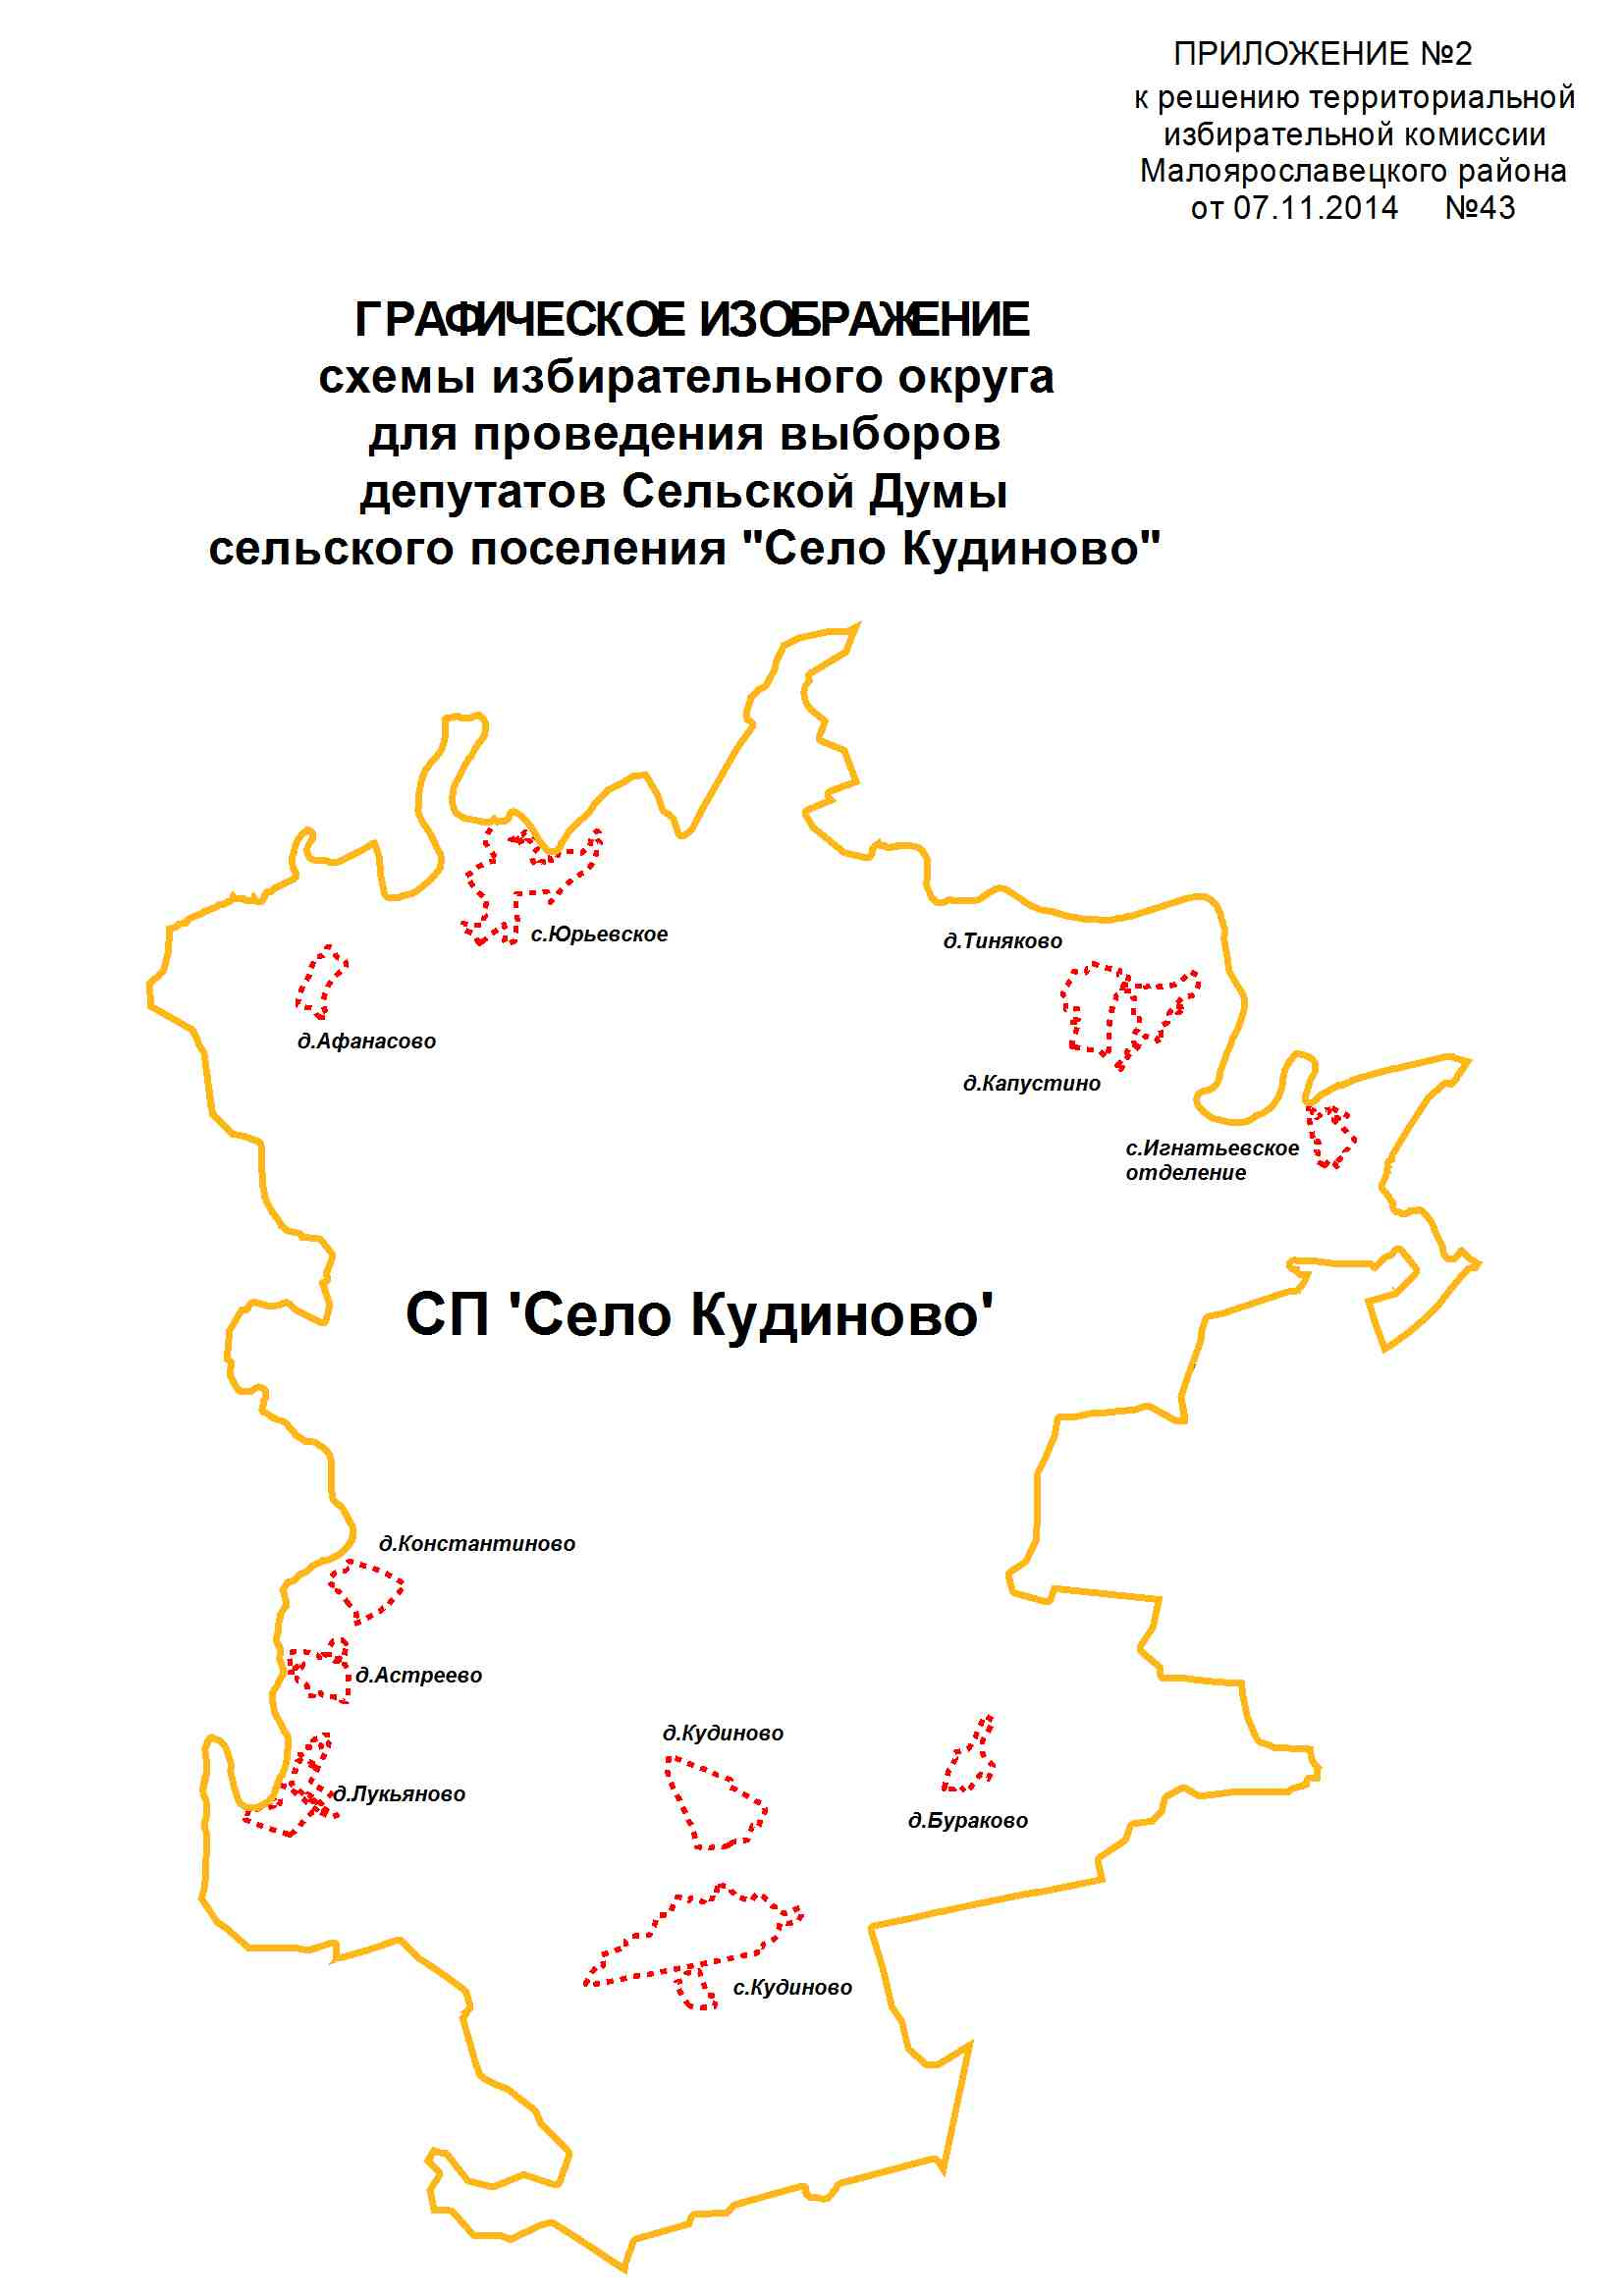 ПРИЛОЖЕНИЕ №2
к решению территориальной
избирательной комиссии
Малоярославецкого района
от 07.11.2014 №43
ГРАФИЧЕСКОЕ ИЗОБРАЖЕНИЕ
схемы избирательного округа
для проведения выборов
депутатов Сельской Думы
сельского поселения "Село Кудиново"
с.Юрьевское
д.Тиняково
д.Афанасово
д.Капустино
с.Игнатьевское
отделение
СП 'Село Кудиново'
д.Константиново
д.Астреево
д.Кудиново
д.Лукьяново
д.Бураково
с.Кудиново